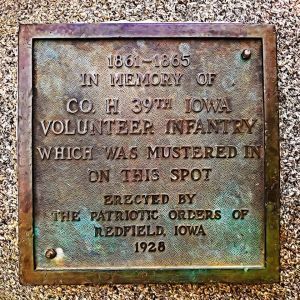 1861-1865
IN MEMORY OF
CO. H 39TH IOWA
VOLUNTEER INFANTRY
WHICH WAS MUSTERED IN
ON THIS SPOT
ERECTED BY
THE PATRIOTIC ORDERS OF
REDFIELD, IOWA
1928